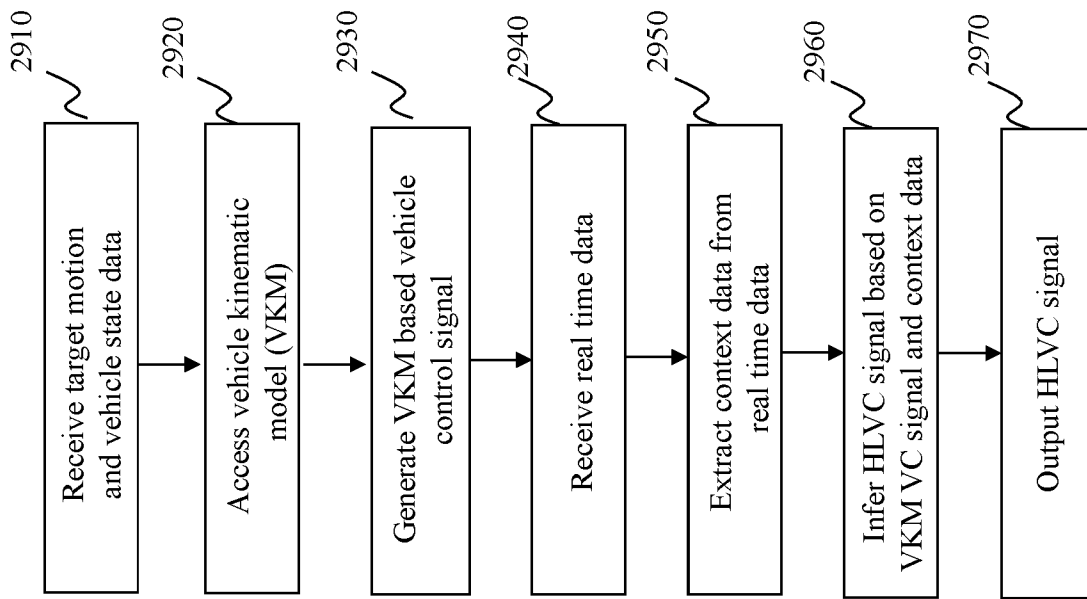 2910
Receive target motion
and vehicle state data
2920
Access vehicle kinematic
model (VKM)
2930
Generate VKM based vehicle
control signal
2940
Receive real time data
2950
Extract context data from
real time data
2960
Infer HLVC signal based on
VKM VC signal and context data
2970
Output HLVC signal